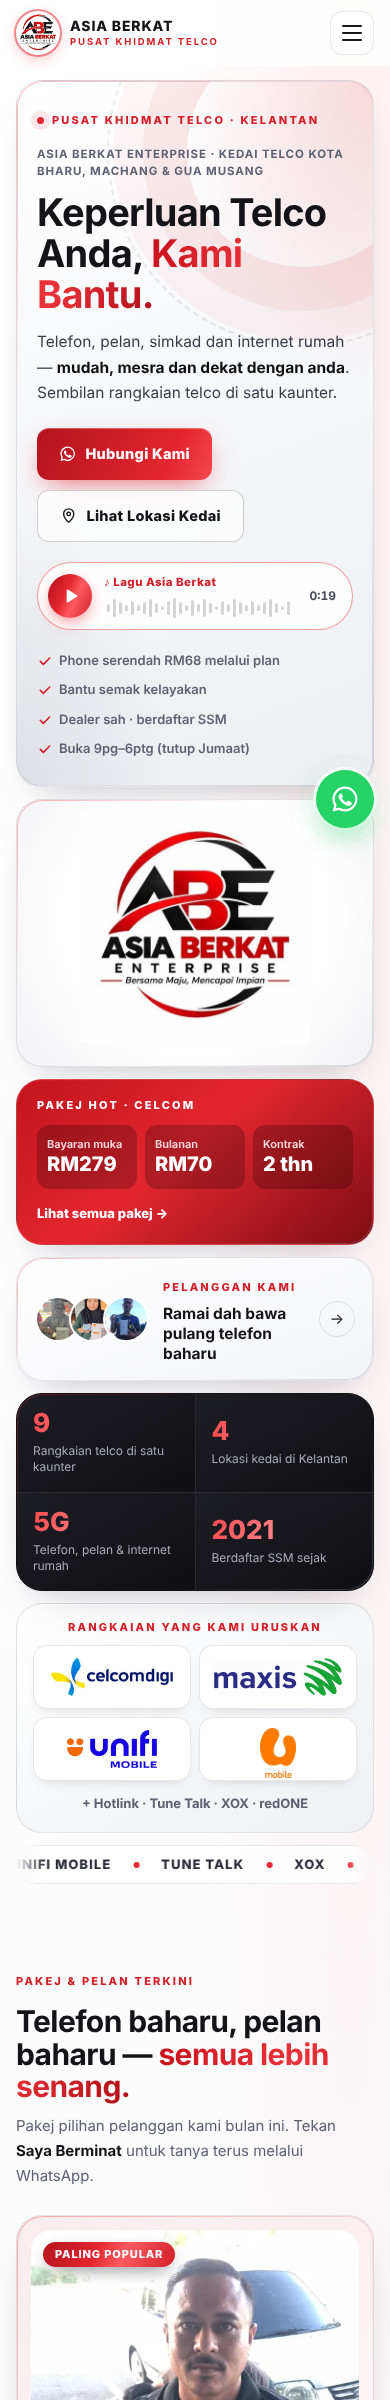 ABE
ASIA BERKAT
ENTERPRISE
ASIA BERKAT
PUSAT KHIDMAT TELCO
PUSAT KHIDMAT TELCO · KELANTAN
ASIA BERKAT ENTERPRISE · KEDAI TELCO KOTA
BHARU, MACHANG & GUA MUSANG
Keperluan Telco
Anda, Kami
Bantu.
Telefon, pelan, simkad dan internet rumah
— mudah, mesra dan dekat dengan anda.
Sembilan rangkaian telco di satu kaunter.
Hubungi Kami
Lihat Lokasi Kedai
♪ Lagu Asia Berkat
0:19
Phone serendah RM68 melalui plan
Bantu semak kelayakan
Dealer sah · berdaftar SSM
Buka 9pg–6ptg (tutup Jumaat)
ABE
ASIA BERKAT
ENTERPRISE
Bersama Maju, Mencapai Impian
PAKEJ HOT · CELCOM
Bayaran muka
RM279
Bulanan
RM70
Kontrak
2 thn
Lihat semua pakej →
PELANGGAN KAMI
Ramai dah bawa
pulang telefon
baharu
9
Rangkaian telco di satu
kaunter
4
Lokasi kedai di Kelantan
5G
Telefon, pelan & internet
rumah
2021
Berdaftar SSM sejak
RANGKAIAN YANG KAMI URUSKAN
celcomdigi
maxis
unifi
MOBILE
mobile
+ Hotlink · Tune Talk · XOX · redONE
UNIFI MOBILE • TUNE TALK • XOX •
PAKEJ & PELAN TERKINI
Telefon baharu, pelan
baharu — semua lebih
senang.
Pakej pilihan pelanggan kami bulan ini. Tekan
Saya Berminat untuk tanya terus melalui
WhatsApp.
PALING POPULAR